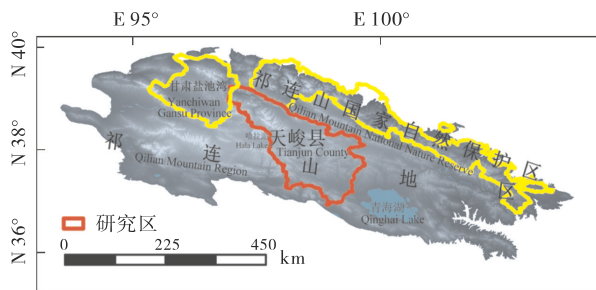 E 95° E 100°
N 40°
N 38°
N 36°
甘肃盐池湾
Yanchiwan
Gansu Province
祁连山国家自然保护区
Qilian Mountain National Nature Reserve
区
祁连山地
Qilian Mountain Region
哈拉湖
Hala Lake
天峻县
Tianjun County
青海湖
Qinghai Lake
研究区
0 225 450
km